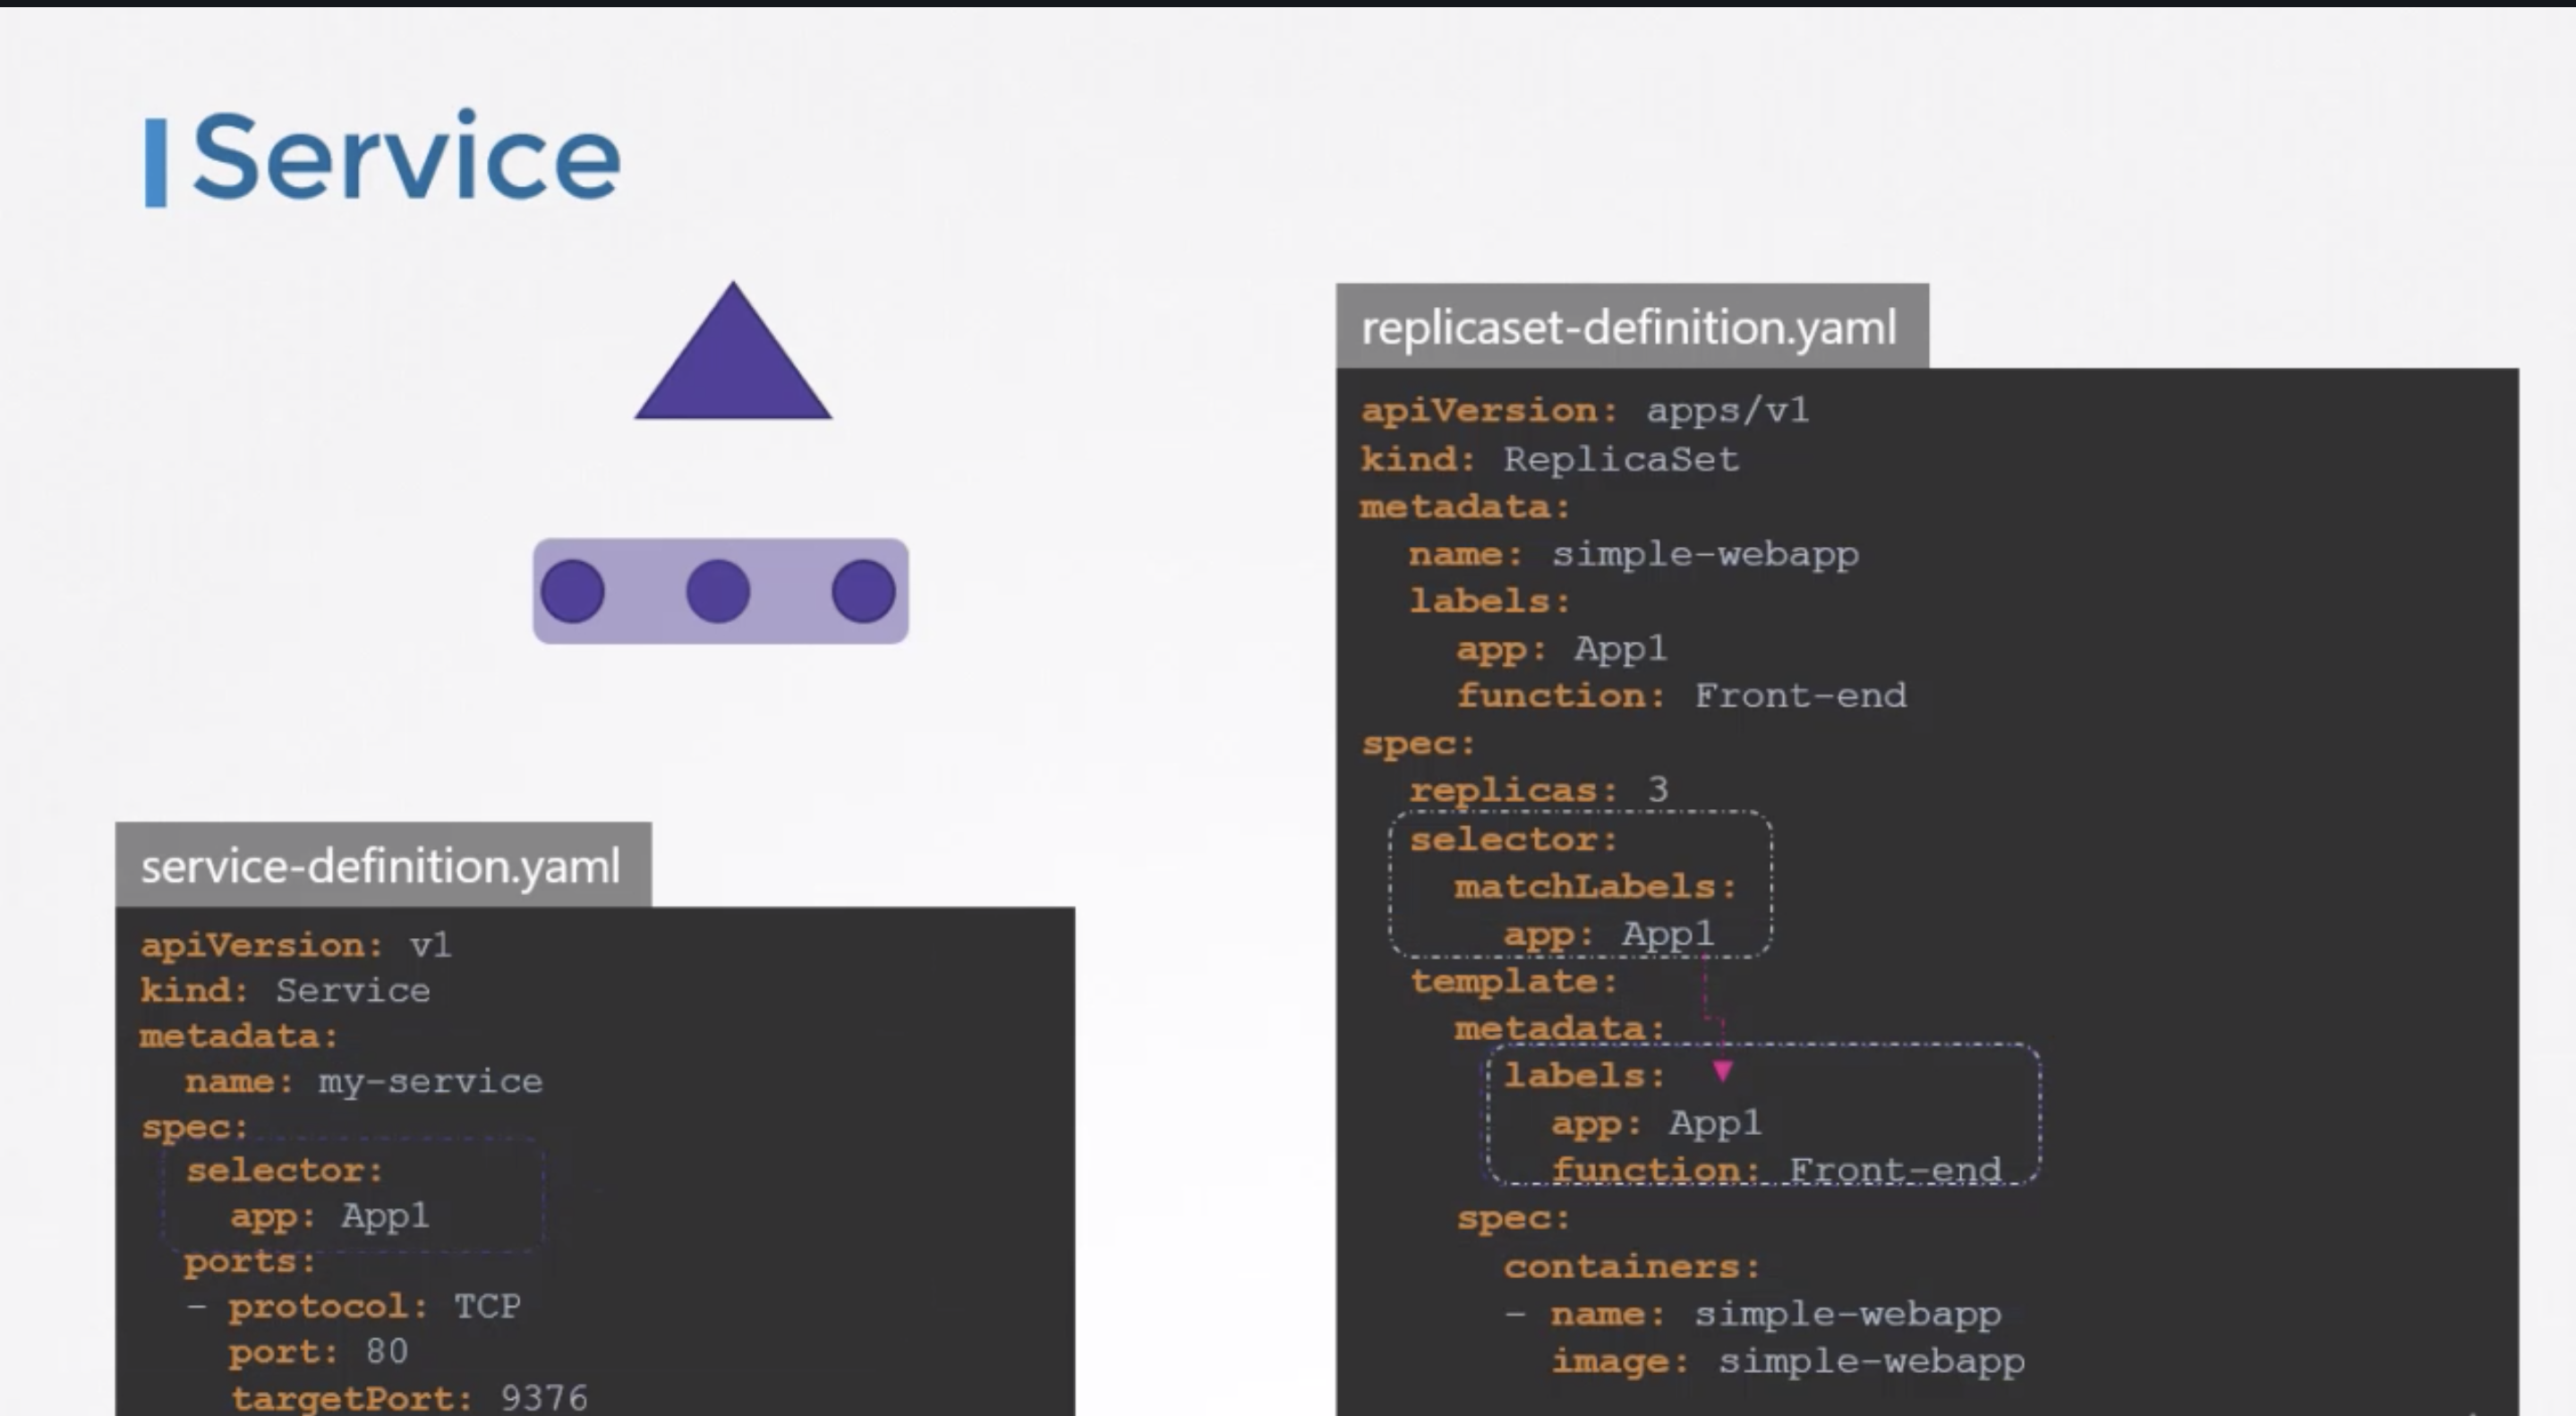 Service
service-definition.yaml
apiVersion: v1
kind: Service
metadata:
  name: my-service
spec:
  selector:
    app: App1
  ports:
  - protocol: TCP
    port: 80
    targetPort: 9376
replicaset-definition.yaml
apiVersion: apps/v1
kind: ReplicaSet
metadata:
  name: simple-webapp
  labels:
    app: App1
    function: Front-end
spec:
  replicas: 3
  selector:
    matchLabels:
      app: App1
  template:
    metadata:
      labels:
        app: App1
        function: Front-end
    spec:
      containers:
      - name: simple-webapp
        image: simple-webapp